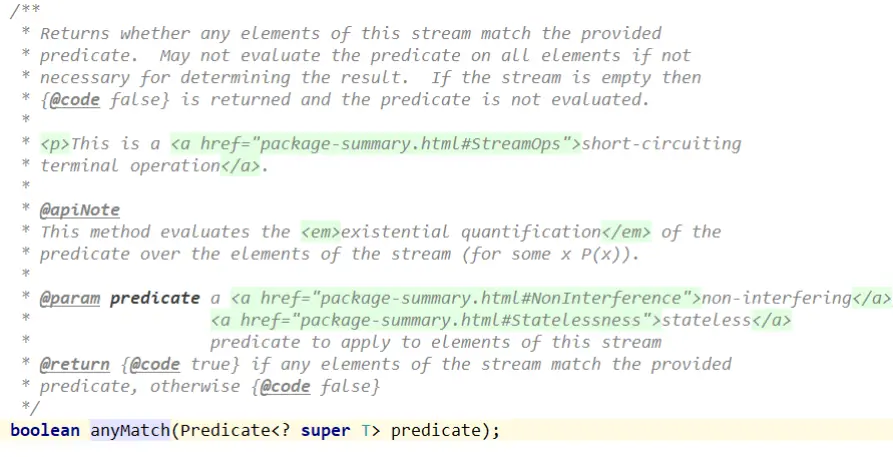 /**
 * Returns whether any elements of this stream match the provided
 * predicate.  May not evaluate the predicate on all elements if not
 * necessary for determining the result.  If the stream is empty then
 * {@code false} is returned and the predicate is not evaluated.
 *
 * <p>This is a <a href="package-summary.html#StreamOps">short-circuiting
 * terminal operation</a>.
 *
 * @apiNote
 * This method evaluates the <em>existential quantification</em> of the
 * predicate over the elements of the stream (for some x P(x)).
 *
 * @param predicate a <a href="package-summary.html#NonInterference">non-interfering</a>
 *                  <a href="package-summary.html#Statelessness">stateless</a>
 *                  predicate to apply to elements of this stream
 * @return {@code true} if any elements of the stream match the provided
 * predicate, otherwise {@code false}
 */
boolean anyMatch(Predicate<? super T> predicate);